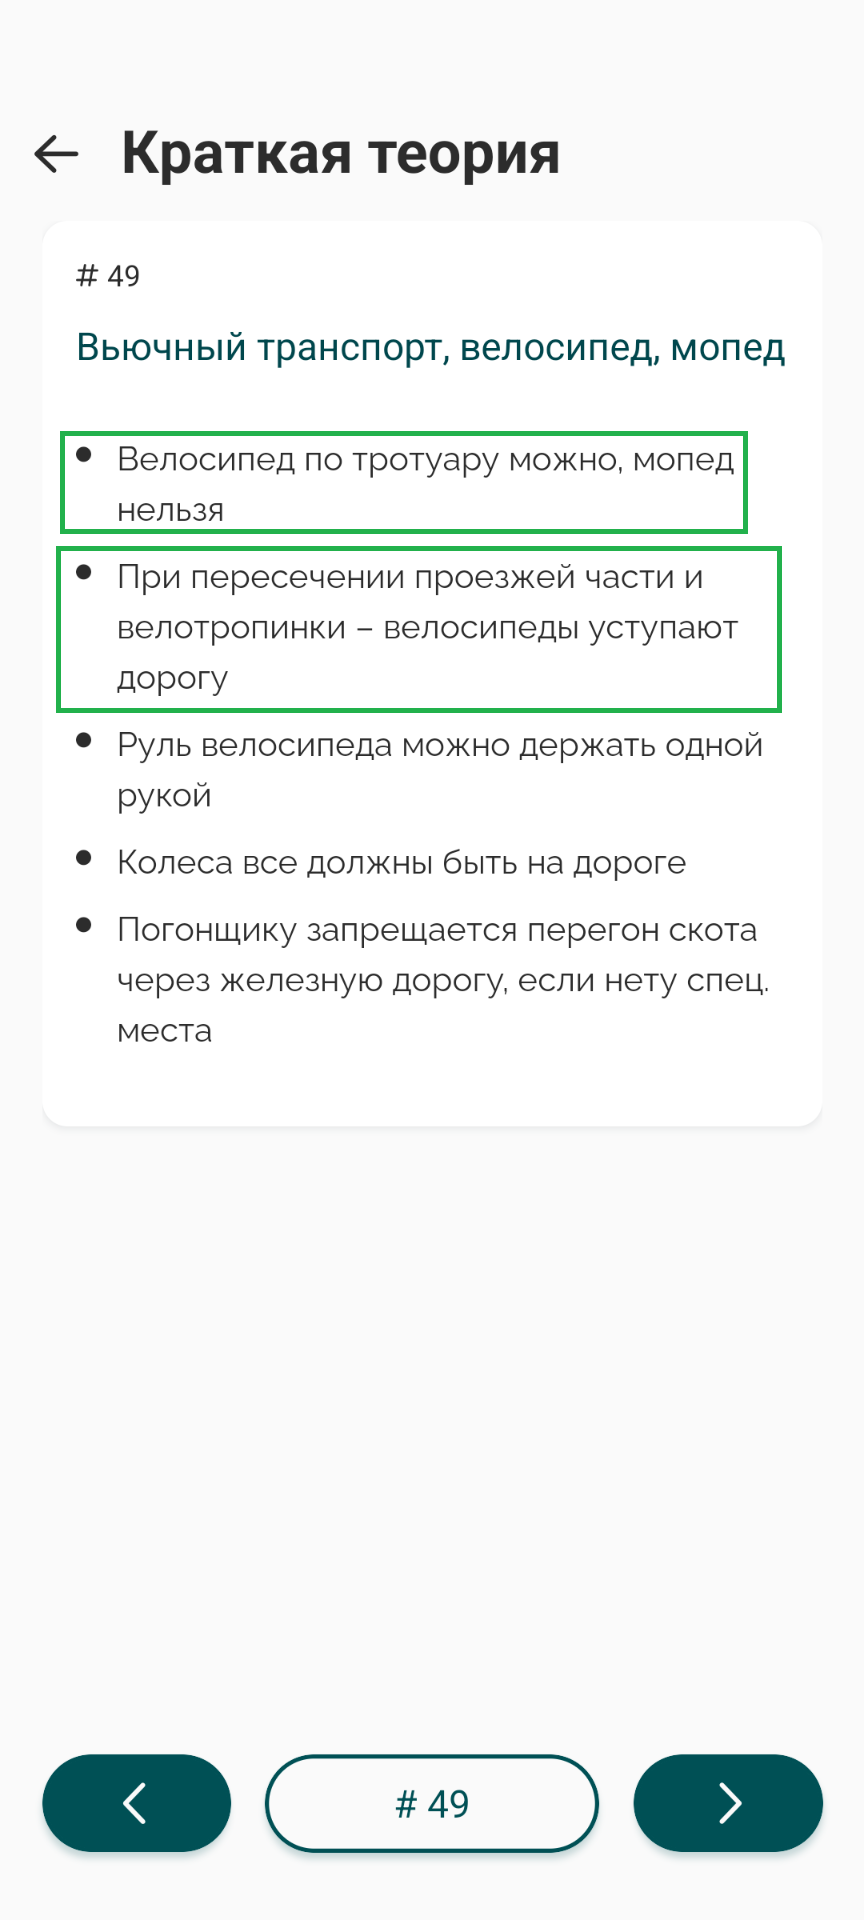 Краткая теория
# 49
Вьючный транспорт, велосипед, мопед
Велосипед по тротуару можно, мопед
нельзя
При пересечении проезжей части и
велотропинки – велосипеды уступают
дорогу
Руль велосипеда можно держать одной
рукой
Колеса все должны быть на дороге
Погонщику запрещается перегон скота
через железную дорогу, если нету спец.
места
# 49